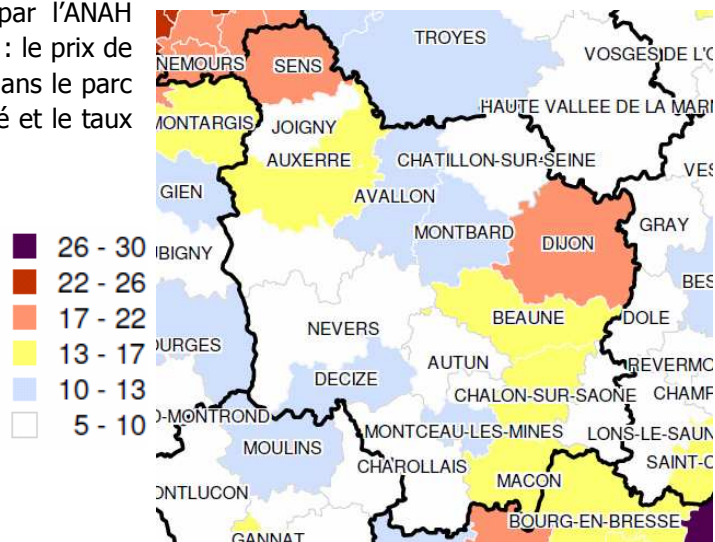 par l'ANAH
: le prix de
ans le parc
é et le taux
26 - 30
22 - 26
17 - 22
13 - 17
10 - 13
5 - 10
TROYES
VOSGES DE L'O
NEMOURS
SENS
HAUTE VALLEE DE LA MARN
MONTARGIS
JOIGNY
AUXERRE
CHATILLON-SUR-SEINE
VES
GIEN
AVALLON
GRAY
MONTBARD
DIJON
UBIGNY
BES
BEAUNE
DOLE
NEVERS
OURGES
AUTUN
REVERMO
DECIZE
CHALON-SUR-SAONE
CHAMP
D-MONTROND
MONTCEAU-LES-MINES
LONS-LE-SAUN
MOULINS
CHAROLLAIS
SAINT-C
MACON
ONTLUCON
BOURG-EN-BRESSE
GANNAT